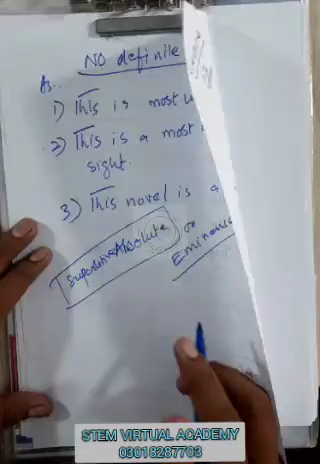 No definite
As..
1) This is most u
2) This is a most
sight.
3) This novel is a
Superlative Absolute or
Eminence
STEM VIRTUAL ACADEMY
03018287703